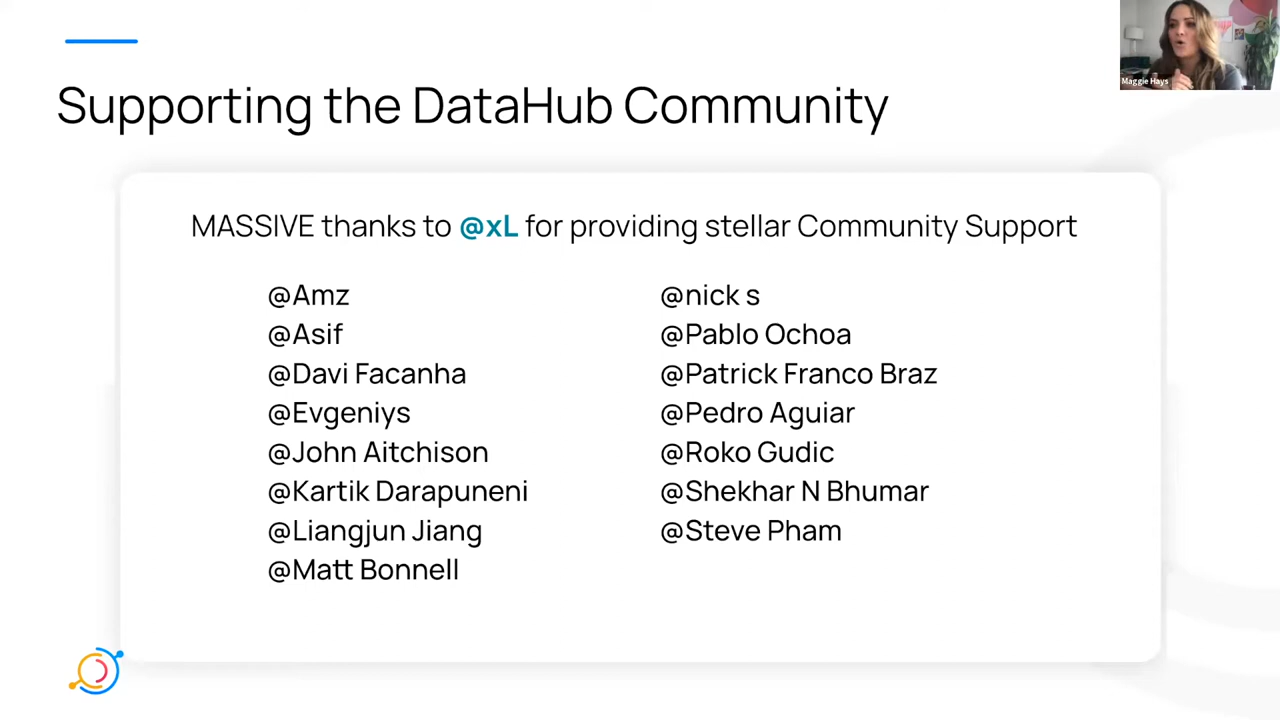 Maggie Hays
Supporting the DataHub Community
MASSIVE thanks to @xL for providing stellar Community Support
@Amz
@Asif
@Davi Facanha
@Evgeniys
@John Aitchison
@Kartik Darapuneni
@Liangjun Jiang
@Matt Bonnell
@nick s
@Pablo Ochoa
@Patrick Franco Braz
@Pedro Aguiar
@Roko Gudic
@Shekhar N Bhumar
@Steve Pham